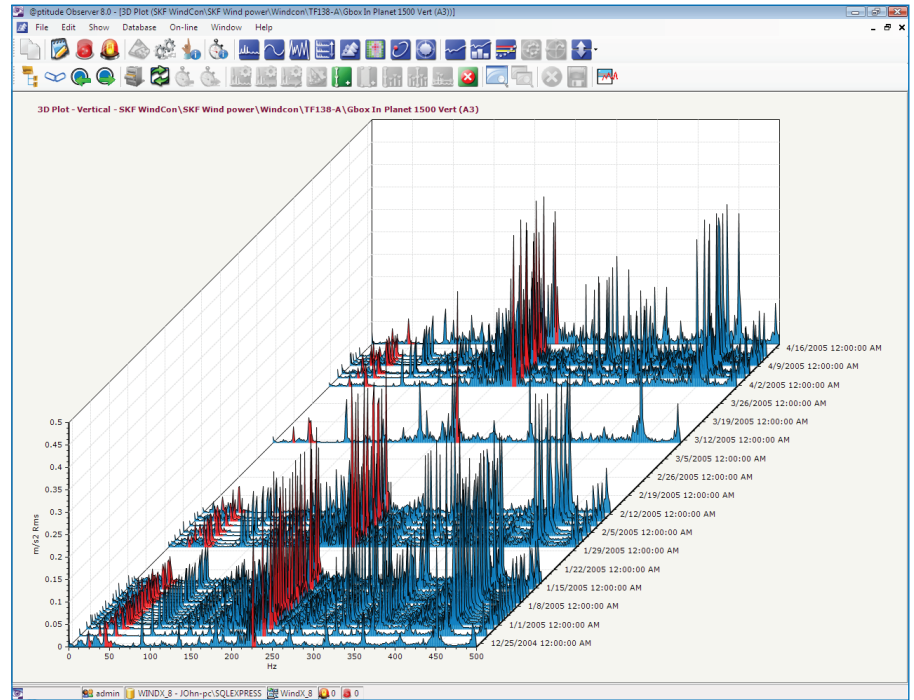 @ptitude Observer 8.0 - [3D Plot (SKF WindCon\SKF Wind power\Windcon\TF138-A\Gbox In Planet 1500 Vert (A3))]
File Edit Show Database On-line Window Help
3D Plot - Vertical - SKF WindCon\SKF Wind power\Windcon\TF138-A\Gbox In Planet 1500 Vert (A3)
4/16/2005 12:00:00 AM
4/9/2005 12:00:00 AM
4/2/2005 12:00:00 AM
3/26/2005 12:00:00 AM
3/19/2005 12:00:00 AM
3/12/2005 12:00:00 AM
3/5/2005 12:00:00 AM
2/26/2005 12:00:00 AM
2/19/2005 12:00:00 AM
2/12/2005 12:00:00 AM
2/5/2005 12:00:00 AM
1/29/2005 12:00:00 AM
1/22/2005 12:00:00 AM
1/15/2005 12:00:00 AM
1/8/2005 12:00:00 AM
1/1/2005 12:00:00 AM
12/25/2004 12:00:00 AM
0.5
0.45
0.4
0.35
0.3
0.25
0.2
0.15
0.1
0.05
0
m/s2 Rms
0 50 100 150 200 250 300 350 400 450 500
Hz
admin WINDX_8 - JOhn-pc\SQLEXPRESS WindX_8 0 0